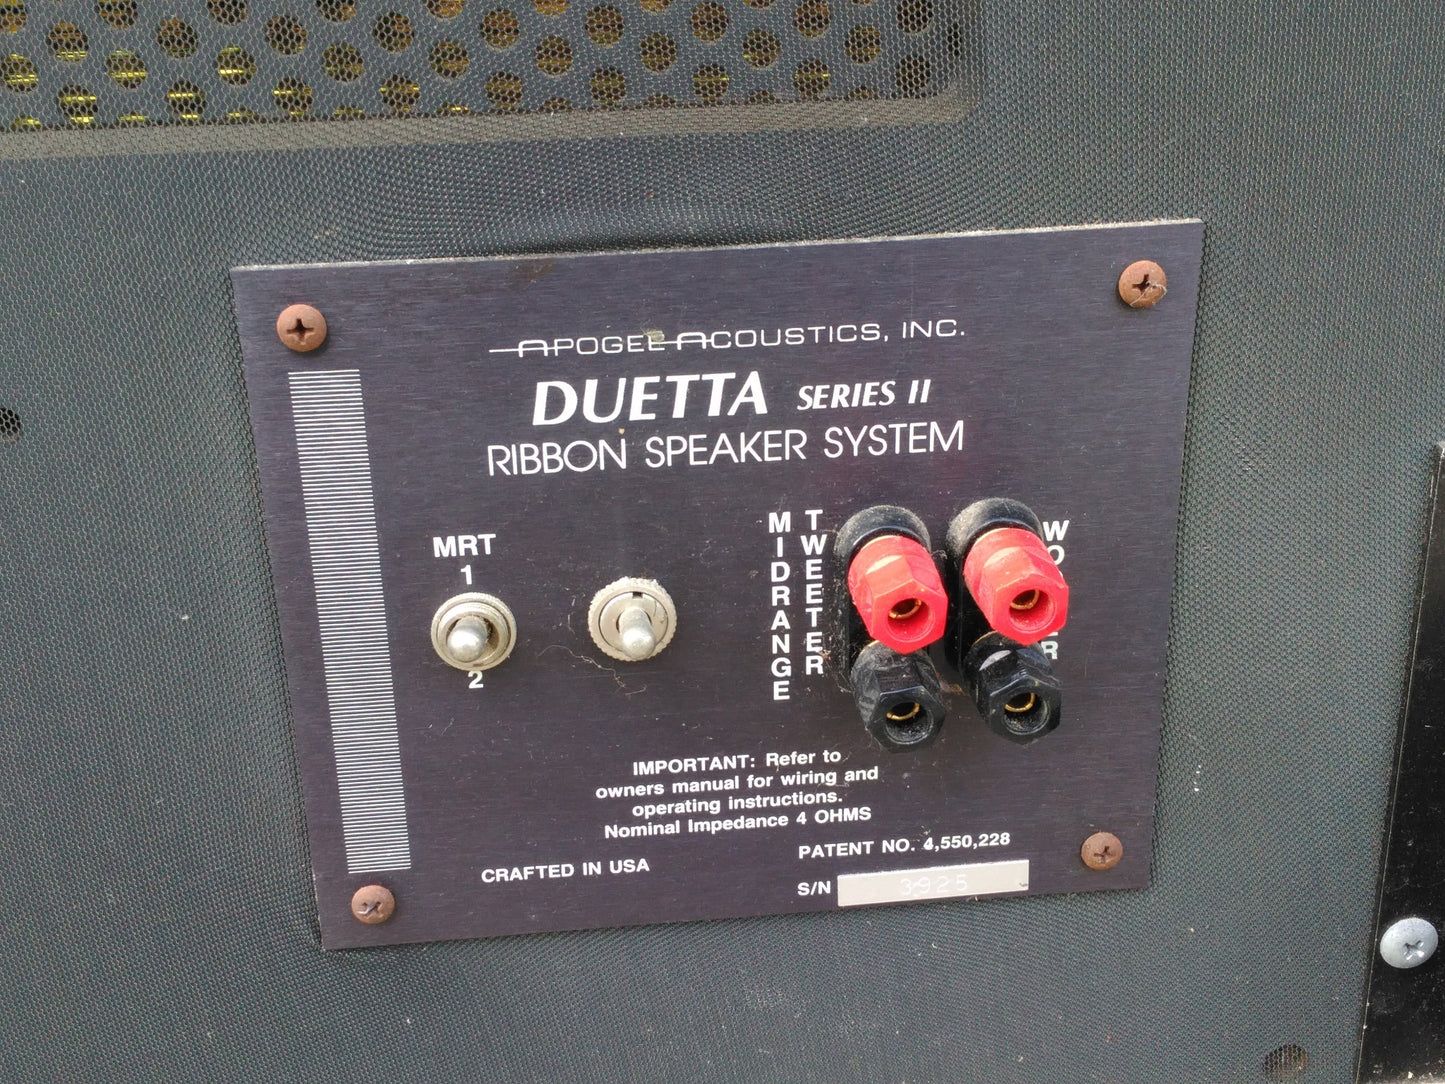 APOGEE ACOUSTICS, INC.
DUETTA SERIES II
RIBBON SPEAKER SYSTEM
MRT
1
2
MIDRANGE
TWEETER
IMPORTANT: Refer to
owners manual for wiring and
operating instructions.
Nominal Impedance 4 OHMS
CRAFTED IN USA
PATENT NO. 4,550,228
S/N 3925